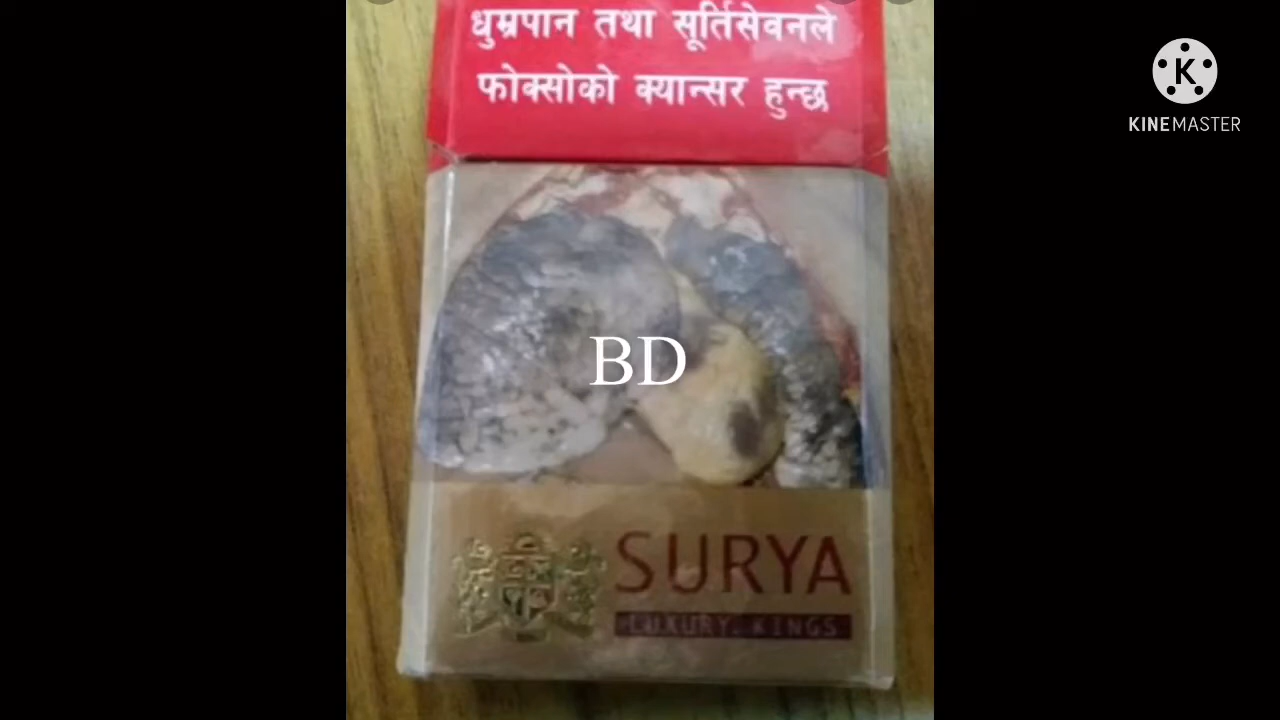 धुम्रपान तथा सूर्तिसेवनले
फोक्सोको क्यान्सर हुन्छ
K
KINEMASTER
BD
SURYA
LUXURY KINGS